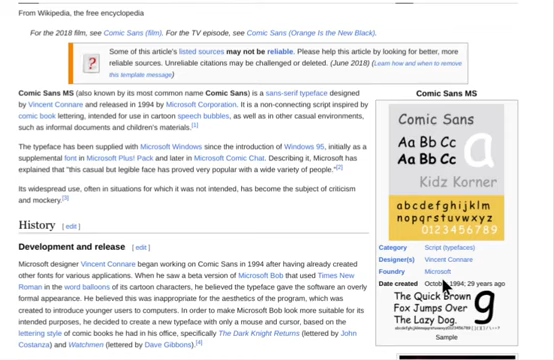 From Wikipedia, the free encyclopedia
For the 2018 film, see Comic Sans (film). For the TV episode, see Comic Sans (Orange Is the New Black).
Some of this article's listed sources may not be reliable. Please help this article by looking for better, more
reliable sources. Unreliable citations may be challenged or deleted. (June 2018) (Learn how and when to remove
this template message)
Comic Sans MS (also known by its most common name Comic Sans) is a sans-serif typeface designed
by Vincent Connare and released in 1994 by Microsoft Corporation. It is a non-connecting script inspired by
comic book lettering, intended for use in cartoon speech bubbles, as well as in other casual environments,
such as informal documents and children's materials.[1]
The typeface has been supplied with Microsoft Windows since the introduction of Windows 95, initially as a
supplemental font in Microsoft Plus! Pack and later in Microsoft Comic Chat. Describing it, Microsoft has
explained that "this casual but legible face has proved very popular with a wide variety of people."[2]
Its widespread use, often in situations for which it was not intended, has become the subject of criticism
and mockery.[3]
History [ edit ]
Development and release [ edit ]
Microsoft designer Vincent Connare began working on Comic Sans in 1994 after having already created
other fonts for various applications. When he saw a beta version of Microsoft Bob that used Times New
Roman in the word balloons of its cartoon characters, he believed the typeface gave the software an overly
formal appearance. He believed this was inappropriate for the aesthetics of the program, which was
created to introduce younger users to computers. In order to make Microsoft Bob look more suitable for its
intended purposes, he decided to create a new typeface with only a mouse and cursor, based on the
lettering style of comic books he had in his office, specifically The Dark Knight Returns (lettered by John
Costanza) and Watchmen (lettered by Dave Gibbons).[4]
Comic Sans MS
Comic Sans
Aa Bb Cc
Aa Bb Cc
a
Kidz Korner
abcdefghijklm
nopqrstuvwxyz
0123456789
Category Script (typefaces)
Designer(s) Vincent Connare
Foundry Microsoft
Date created October 1994; 29 years ago
The Quick Brown
Fox Jumps Over
The Lazy Dog.
g
Sample